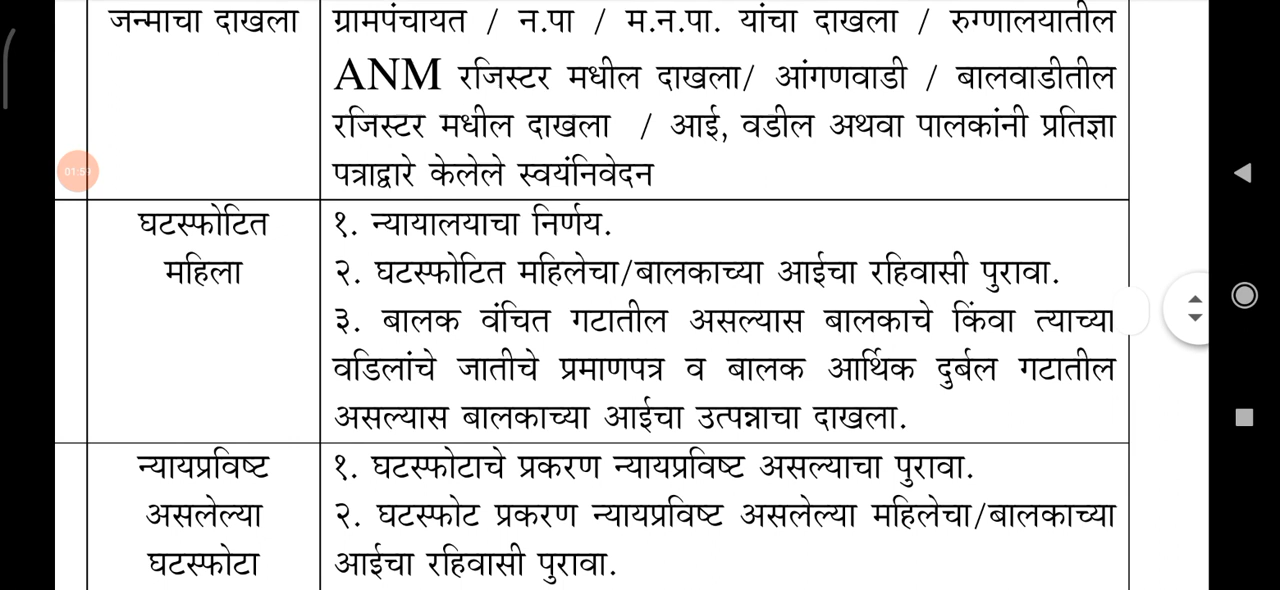 जन्माचा दाखला
ग्रामपंचायत / न.पा / म.न.पा. यांचा दाखला / रुग्णालयातील
ANM रजिस्टर मधील दाखला/ आंगणवाडी / बालवाडीतील
रजिस्टर मधील दाखला / आई, वडील अथवा पालकांनी प्रतिज्ञा
पत्राद्वारे केलेले स्वयंनिवेदन
01:59
घटस्फोटित
महिला
१. न्यायालयाचा निर्णय.
२. घटस्फोटित महिलेचा/बालकाच्या आईचा रहिवासी पुरावा.
३. बालक वंचित गटातील असल्यास बालकाचे किंवा त्याच्या
वडिलांचे जातीचे प्रमाणपत्र व बालक आर्थिक दुर्बल गटातील
असल्यास बालकाच्या आईचा उत्पन्नाचा दाखला.
न्यायप्रविष्ट
असलेल्या
घटस्फोटा
१. घटस्फोटाचे प्रकरण न्यायप्रविष्ट असल्याचा पुरावा.
२. घटस्फोट प्रकरण न्यायप्रविष्ट असलेल्या महिलेचा/बालकाच्या
आईचा रहिवासी पुरावा.